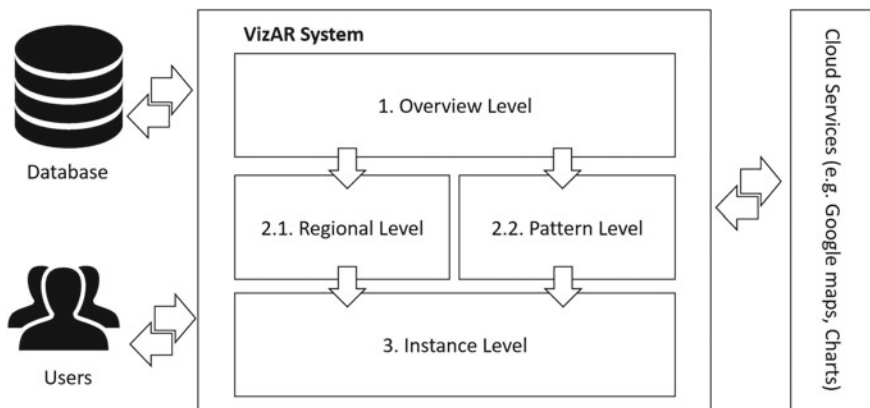 VizAR System
1. Overview Level
Database
2.1. Regional Level
2.2. Pattern Level
3. Instance Level
Users
Cloud Services (e.g. Google maps, Charts)